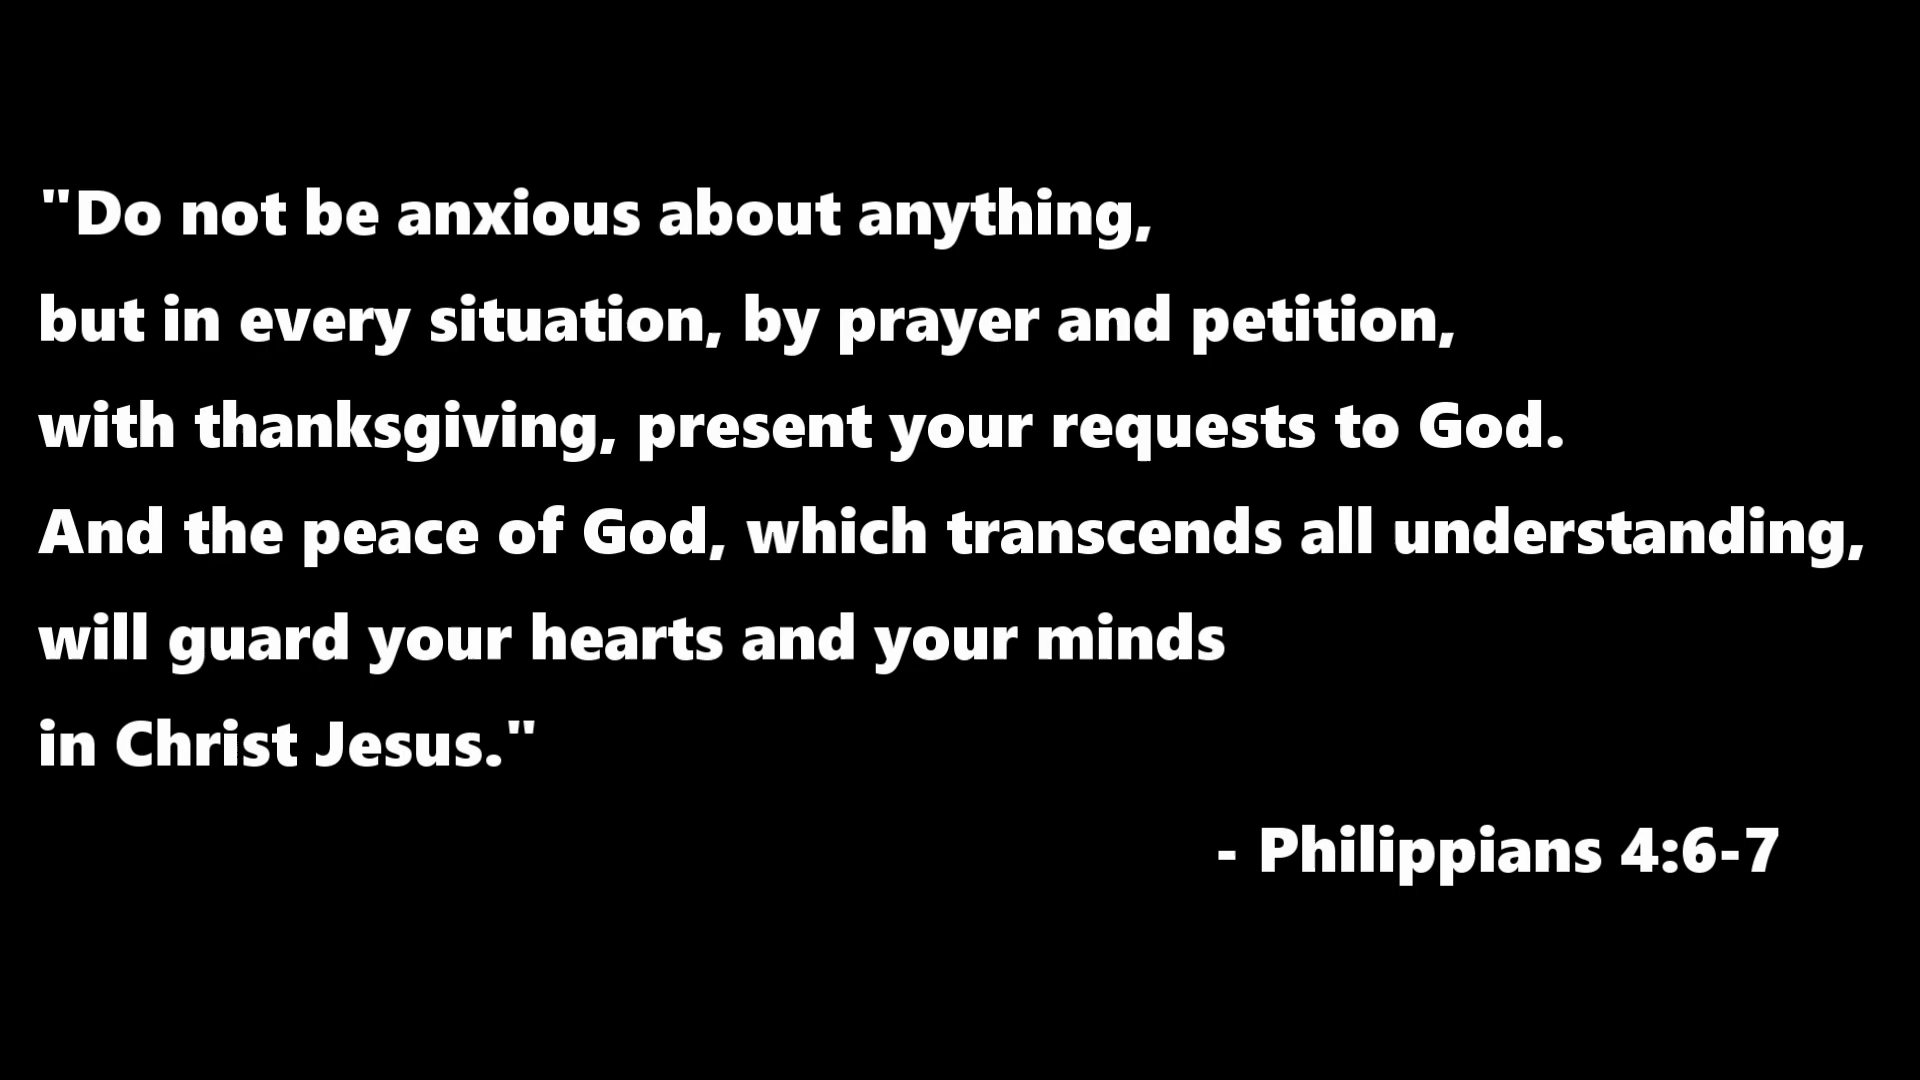 "Do not be anxious about anything,
but in every situation, by prayer and petition,
with thanksgiving, present your requests to God.
And the peace of God, which transcends all understanding,
will guard your hearts and your minds
in Christ Jesus."
- Philippians 4:6-7